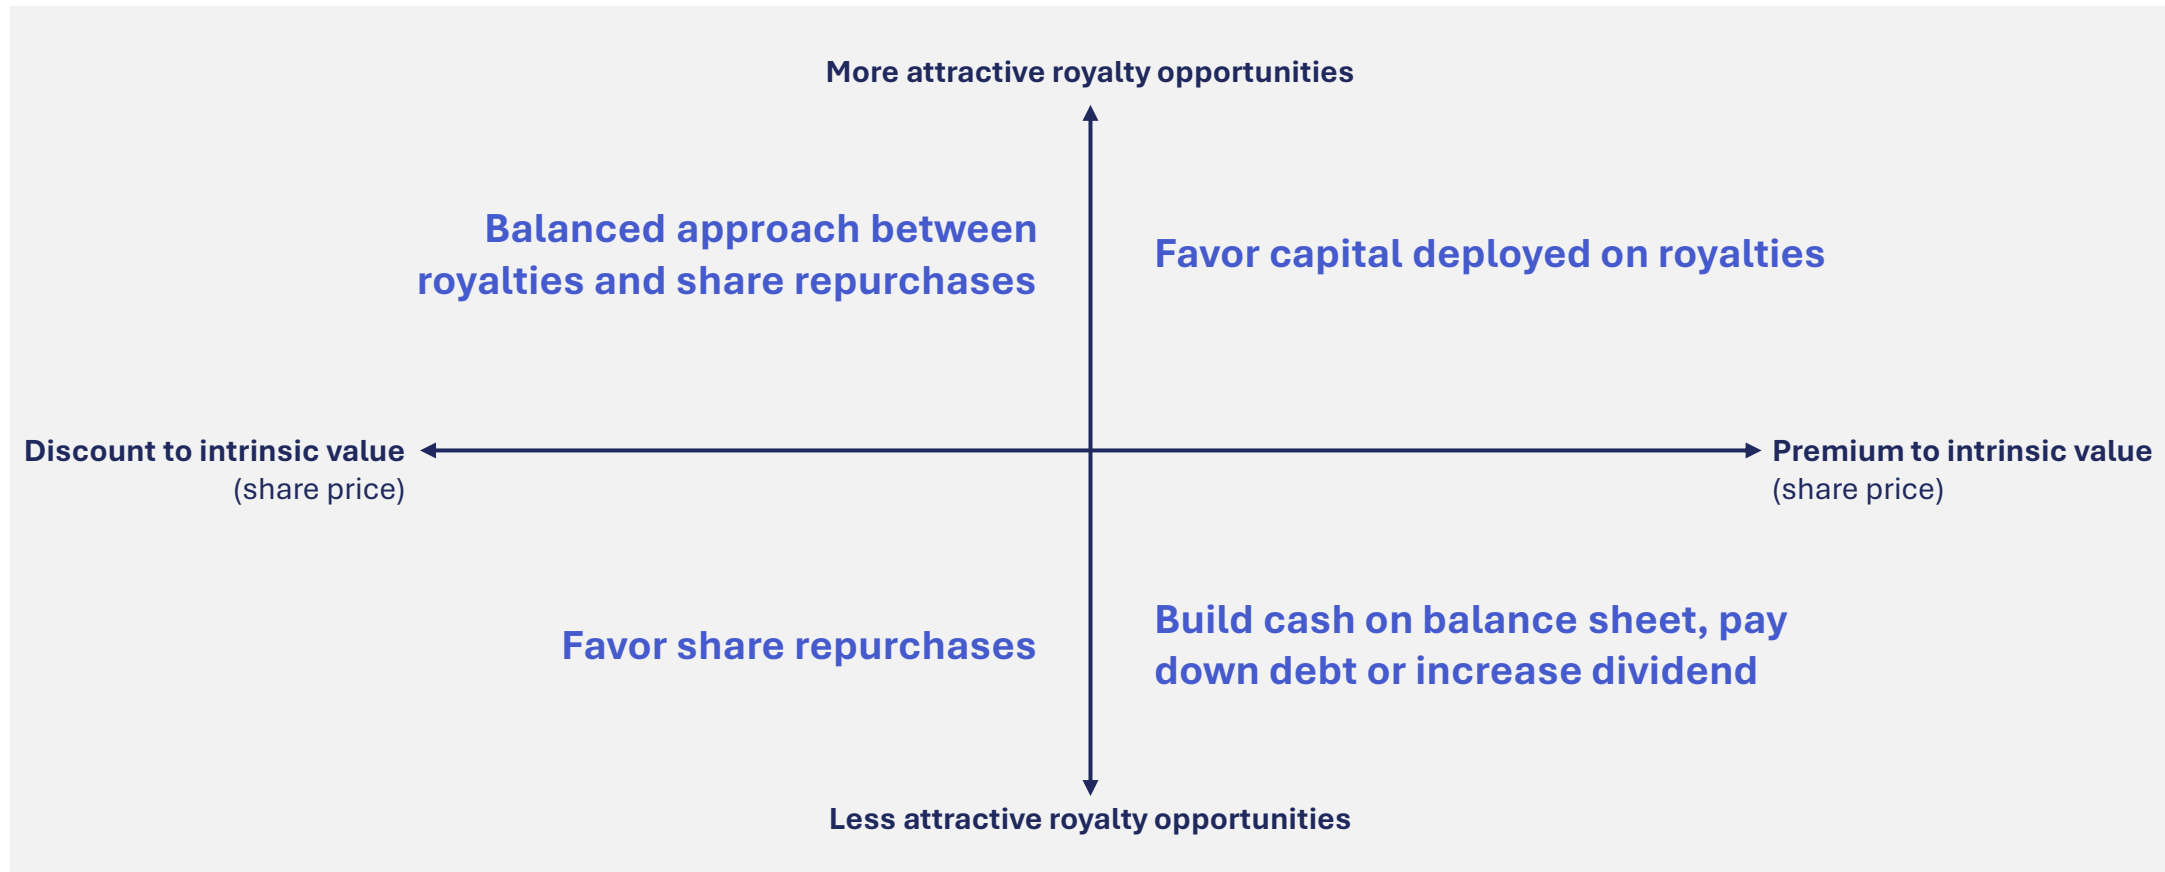 More attractive royalty opportunities
Balanced approach between
royalties and share repurchases
Favor capital deployed on royalties
Discount to intrinsic value
(share price)
Premium to intrinsic value
(share price)
Favor share repurchases
Build cash on balance sheet, pay
down debt or increase dividend
Less attractive royalty opportunities